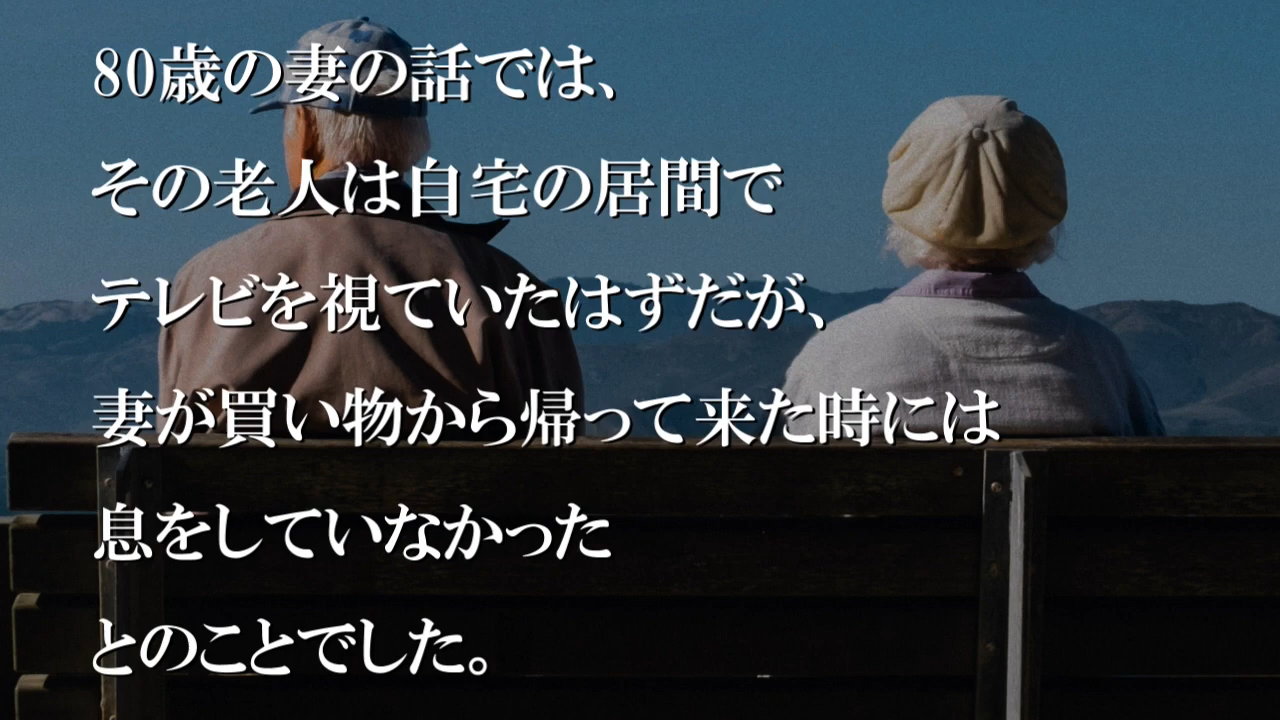 80歳の妻の話では、
その老人は自宅の居間で
テレビを視ていたはずだが、
妻が買い物から帰って来た時には
息をしていなかった
とのことでした。